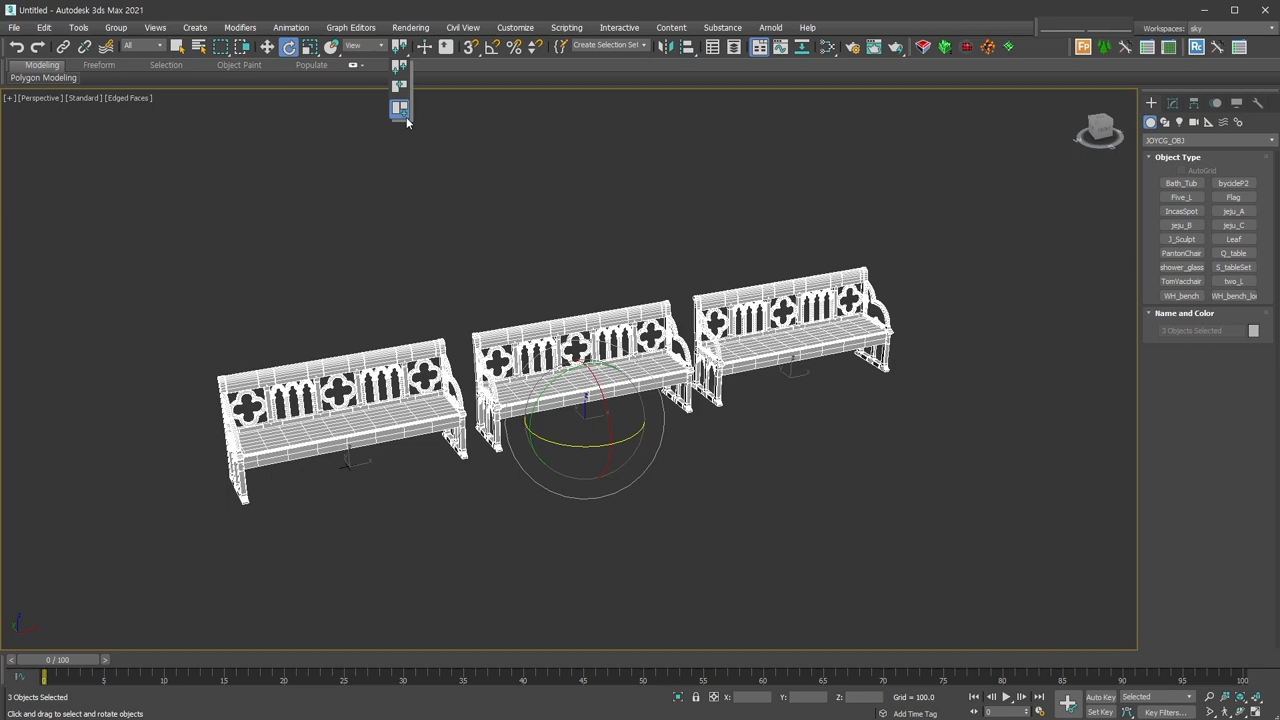 Untitled - Autodesk 3ds Max 2021
File Edit Tools Group Views Create Modifiers Animation Graph Editors Rendering Civil View Customize Scripting Interactive Content Substance Arnold Help
Workspaces: sky
All View Create Selection Set Fp Rc
Modeling Freeform Selection Object Paint Populate
Polygon Modeling
[+] [Perspective] [Standard] [Edged Faces]
JOYCG_OBJ
Object Type
AutoGrid
Bath_Tub bycicleP2
Five_L Flag
IncasSpot jeju_A
jeju_B jeju_C
J_Sculpt Leaf
PantonChair Q_table
shower_glass S_tableSet
TomVacchair two_L
WH_bench WH_bench_lo
Name and Color
3 Objects Selected
0 / 100
0 5 10 15 20 25 30 35 40 45 50 55 60 65 70 75 80 85 90 95 100
3 Objects Selected X: Y: Z: Grid = 100.0 Auto Key Selected
Click and drag to select and rotate objects Add Time Tag 0 Set Key Key Filters...